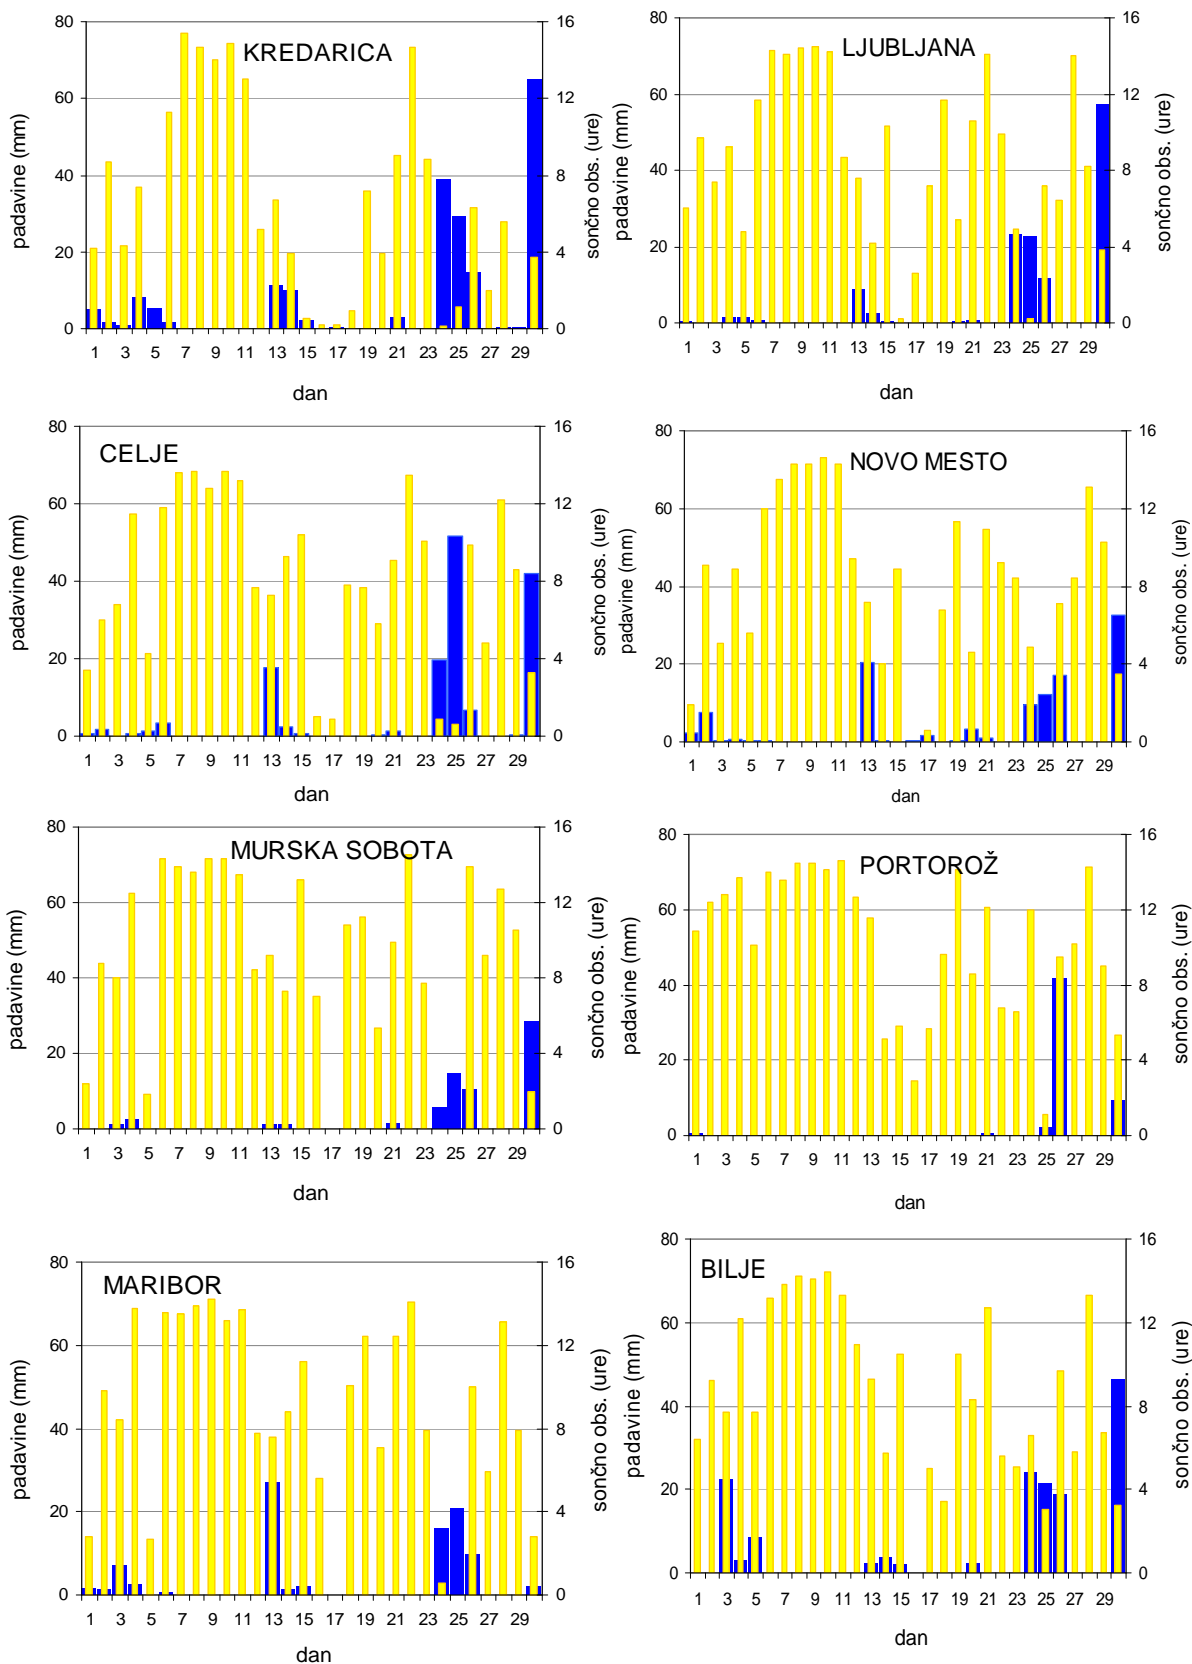 KREDARICA
padavine (mm)
80
60
40
20
0
16
12
8
4
0
sončno obs. (ure)
1 3 5 7 9 11 13 15 17 19 21 23 25 27 29
dan
LJUBLJANA
padavine (mm)
80
70
60
50
40
30
20
10
0
16
12
8
4
0
sončno obs. (ure)
1 3 5 7 9 11 13 15 17 19 21 23 25 27 29
dan
CELJE
padavine (mm)
80
60
40
20
0
16
12
8
4
0
sončno obs. (ure)
1 3 5 7 9 11 13 15 17 19 21 23 25 27 29
dan
NOVO MESTO
padavine (mm)
80
60
40
20
0
16
12
8
4
0
sončno obs. (ure)
1 3 5 7 9 11 13 15 17 19 21 23 25 27 29
dan
MURSKA SOBOTA
padavine (mm)
80
60
40
20
0
16
12
8
4
0
sončno obs. (ure)
1 3 5 7 9 11 13 15 17 19 21 23 25 27 29
dan
PORTOROŽ
padavine (mm)
80
60
40
20
0
16
12
8
4
0
sončno obs. (ure)
1 3 5 7 9 11 13 15 17 19 21 23 25 27 29
dan
MARIBOR
padavine (mm)
80
60
40
20
0
16
12
8
4
0
sončno obs. (ure)
1 3 5 7 9 11 13 15 17 19 21 23 25 27 29
dan
BILJE
padavine (mm)
80
60
40
20
0
16
12
8
4
0
sončno obs. (ure)
1 3 5 7 9 11 13 15 17 19 21 23 25 27 29
dan